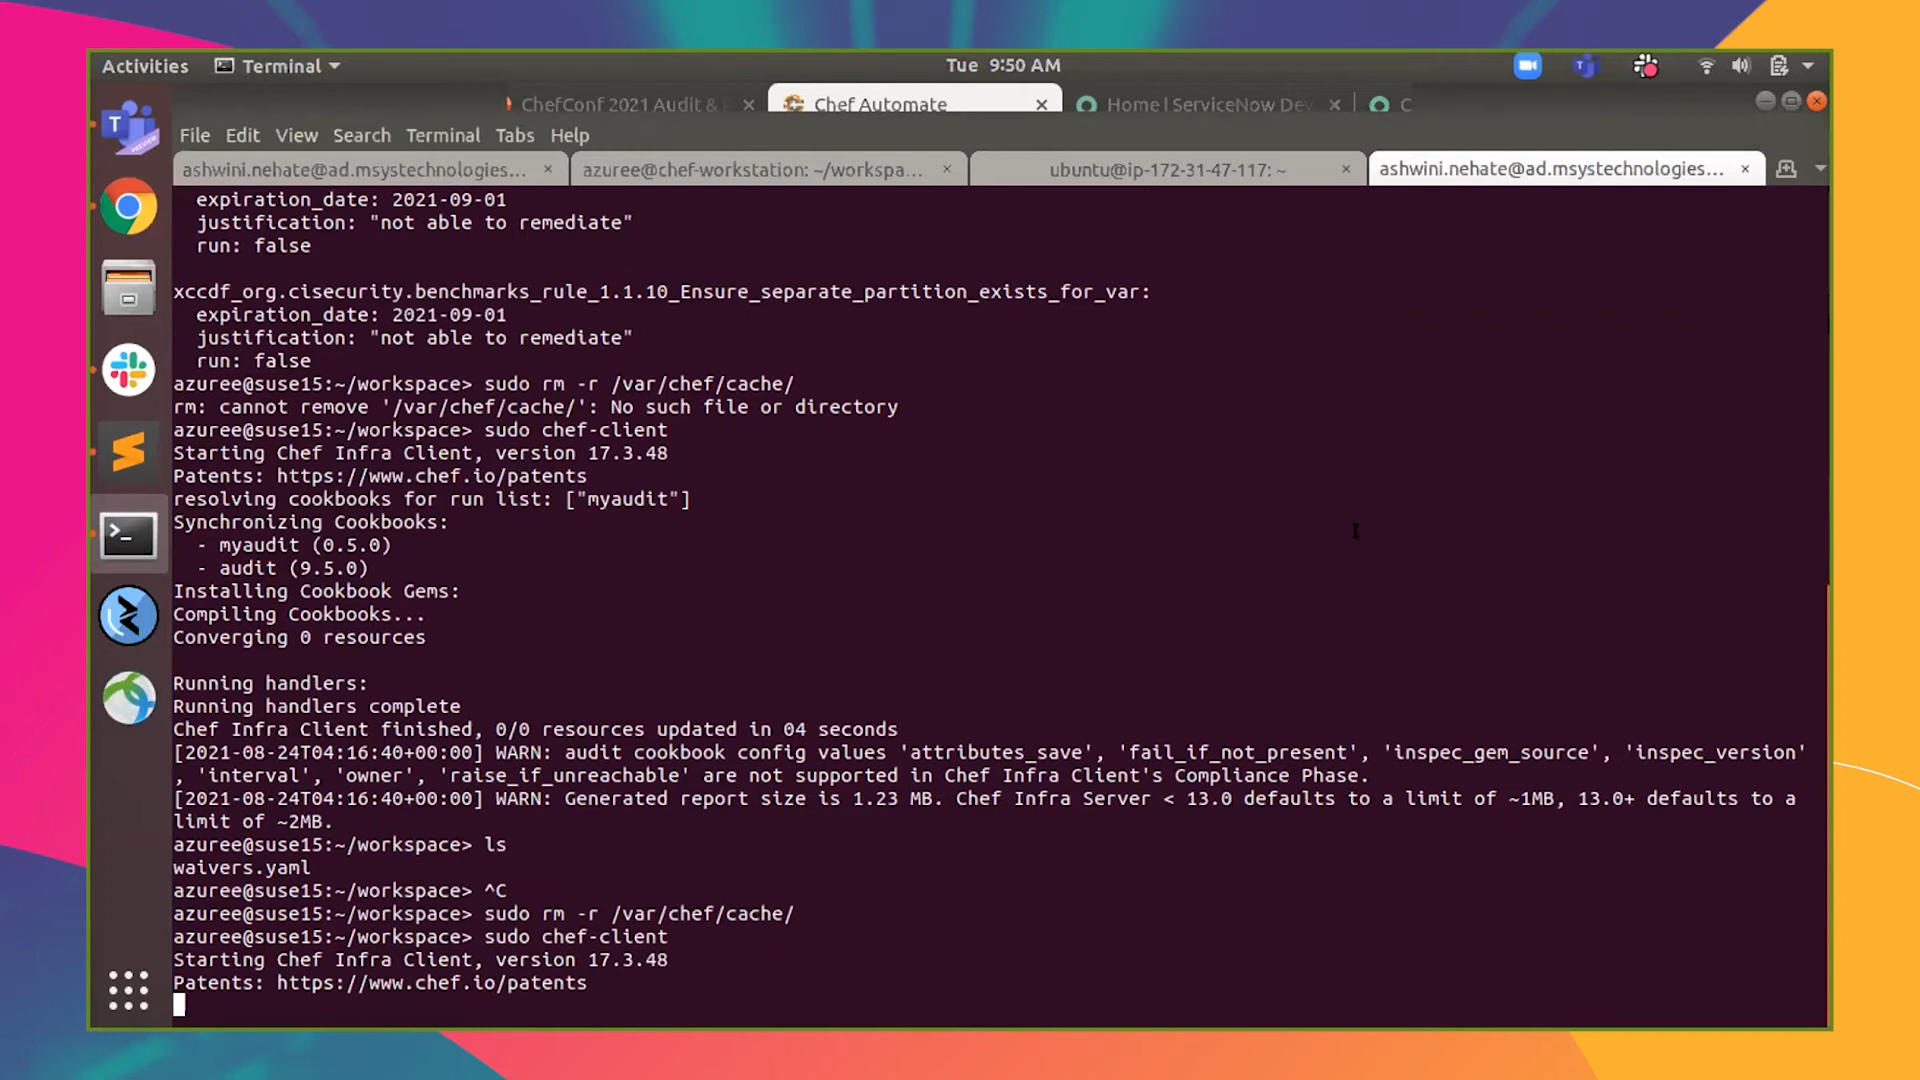 Activities Terminal Tue 9:50 AM
ChefConf 2021 Audit & Chef Automate Home | ServiceNow Dev C
File Edit View Search Terminal Tabs Help
ashwini.nehate@ad.msystechnologies... azuree@chef-workstation: ~/workspa... ubuntu@ip-172-31-47-117: ~ ashwini.nehate@ad.msystechnologies...
expiration_date: 2021-09-01
justification: "not able to remediate"
run: false
xccdf_org.cisecurity.benchmarks_rule_1.1.10_Ensure_separate_partition_exists_for_var:
expiration_date: 2021-09-01
justification: "not able to remediate"
run: false
azuree@suse15:~/workspace> sudo rm -r /var/chef/cache/
rm: cannot remove '/var/chef/cache/': No such file or directory
azuree@suse15:~/workspace> sudo chef-client
Starting Chef Infra Client, version 17.3.48
Patents: https://www.chef.io/patents
resolving cookbooks for run list: ["myaudit"]
Synchronizing Cookbooks:
- myaudit (0.5.0)
- audit (9.5.0)
Installing Cookbook Gems:
Compiling Cookbooks...
Converging 0 resources
Running handlers:
Running handlers complete
Chef Infra Client finished, 0/0 resources updated in 04 seconds
[2021-08-24T04:16:40+00:00] WARN: audit cookbook config values 'attributes_save', 'fail_if_not_present', 'inspec_gem_source', 'inspec_version'
, 'interval', 'owner', 'raise_if_unreachable' are not supported in Chef Infra Client's Compliance Phase.
[2021-08-24T04:16:40+00:00] WARN: Generated report size is 1.23 MB. Chef Infra Server < 13.0 defaults to a limit of ~1MB, 13.0+ defaults to a
limit of ~2MB.
azuree@suse15:~/workspace> ls
waivers.yaml
azuree@suse15:~/workspace> ^C
azuree@suse15:~/workspace> sudo rm -r /var/chef/cache/
azuree@suse15:~/workspace> sudo chef-client
Starting Chef Infra Client, version 17.3.48
Patents: https://www.chef.io/patents